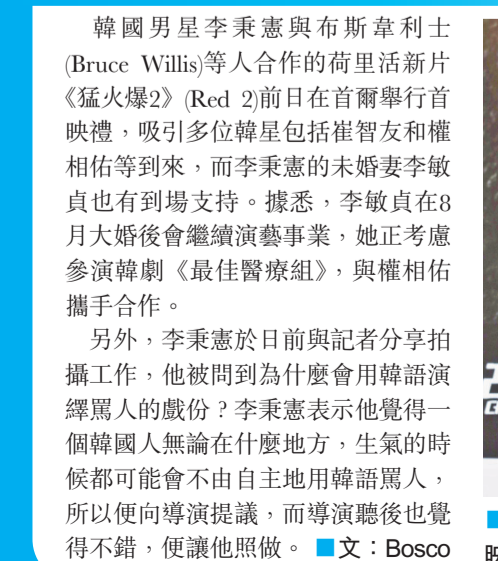 韓國男星李秉憲與布斯韋利士
(Bruce Willis)等人合作的荷里活新片
《猛火爆2》(Red 2)前日在首爾舉行首
映禮，吸引多位韓星包括崔智友和權
相佑等到來，而李秉憲的未婚妻李敏
貞也有到場支持。據悉，李敏貞在8
月大婚後會繼續演藝事業，她正考慮
參演韓劇《最佳醫療組》，與權相佑
攜手合作。
另外，李秉憲於日前與記者分享拍
攝工作，他被問到為什麼會用韓語演
繹罵人的戲份？李秉憲表示他覺得一
個韓國人無論在什麼地方，生氣的時
候都可能會不由自主地用韓語罵人，
所以便向導演提議，而導演聽後也覺
得不錯，便讓他照做。 ■文：Bosco